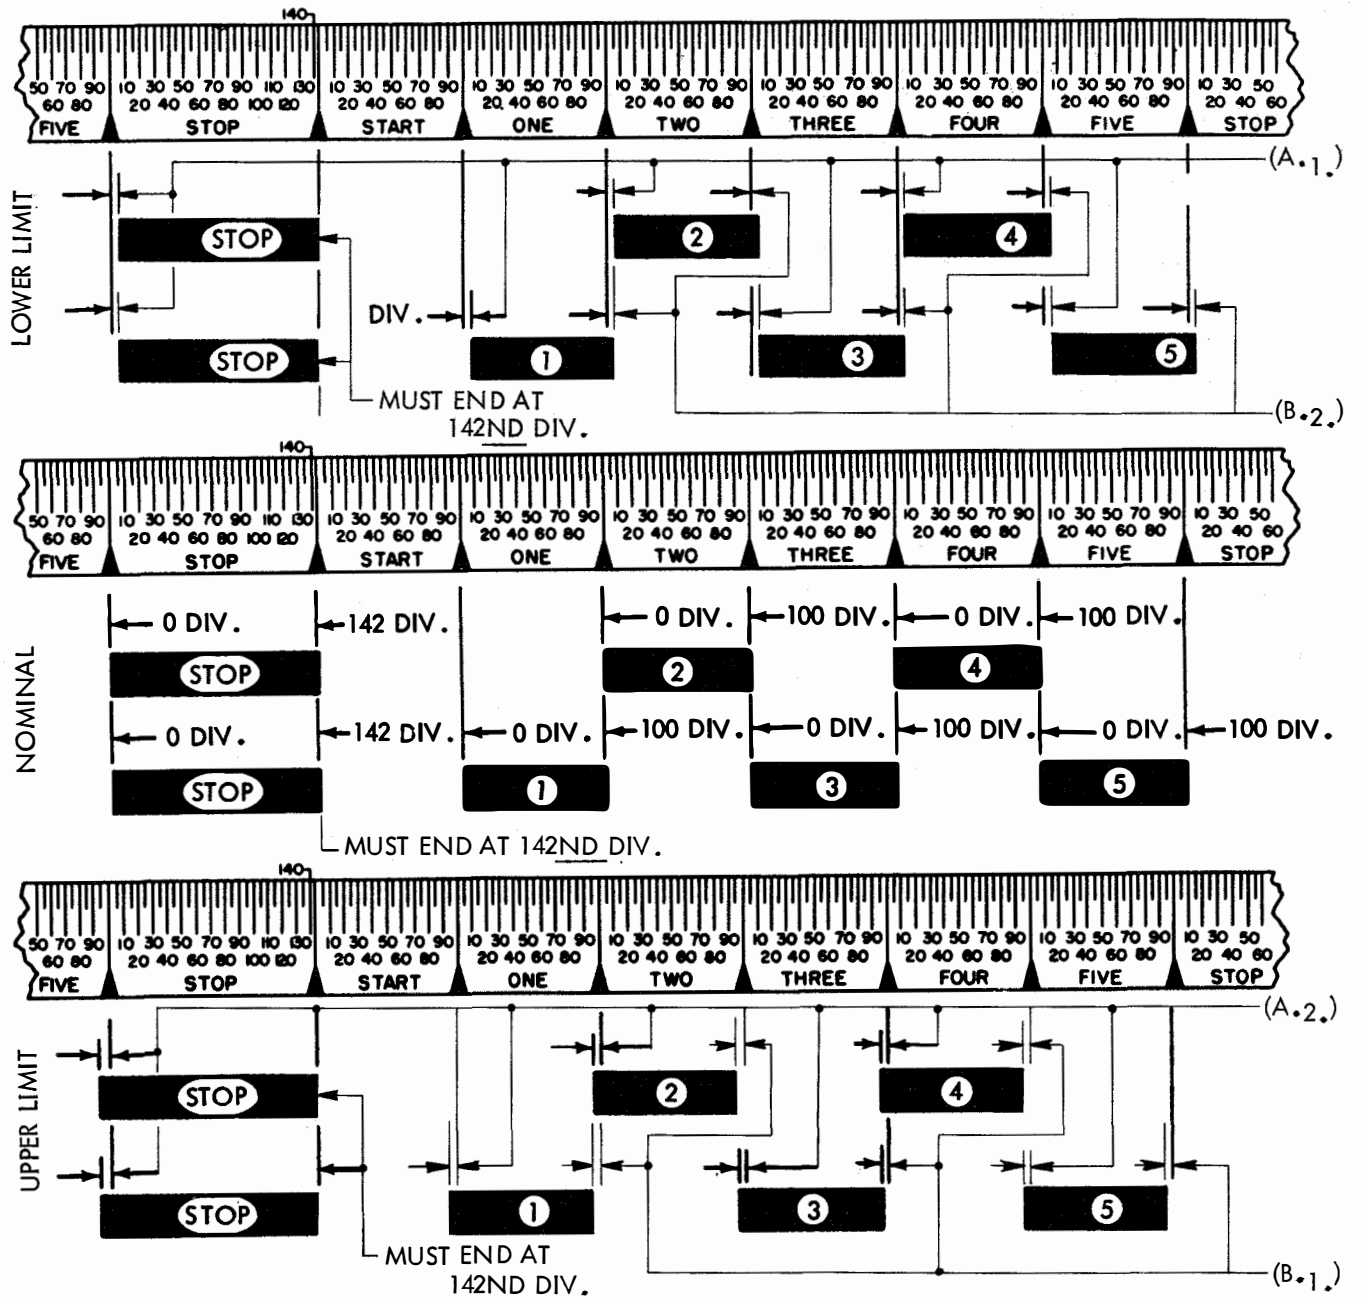 140
50 70 90 10 30 50 70 90 110 130 10 30 50 70 90 10 30 50 70 90 10 30 50 70 90 10 30 50 70 90 10 30 50 70 90 10 30 50 70 90 10 30 50
60 80 20 40 60 80 100 120 20 40 60 80 20 40 60 80 20 40 60 80 20 40 60 80 20 40 60 80 20 40 60 80 20 40 60
FIVE STOP START ONE TWO THREE FOUR FIVE STOP
LOWER LIMIT
(A.1.)
STOP 2 4
DIV.
STOP 1 3 5
MUST END AT
142ND DIV.
(B.2.)
140
50 70 90 10 30 50 70 90 110 130 10 30 50 70 90 10 30 50 70 90 10 30 50 70 90 10 30 50 70 90 10 30 50 70 90 10 30 50 70 90 10 30 50
60 80 20 40 60 80 100 120 20 40 60 80 20 40 60 80 20 40 60 80 20 40 60 80 20 40 60 80 20 40 60 80 20 40 60
FIVE STOP START ONE TWO THREE FOUR FIVE STOP
NOMINAL
0 DIV. 142 DIV. 0 DIV. 100 DIV. 0 DIV. 100 DIV.
STOP 2 4
0 DIV. 142 DIV. 0 DIV. 100 DIV. 0 DIV. 100 DIV. 0 DIV. 100 DIV.
STOP 1 3 5
MUST END AT 142ND DIV.
140
50 70 90 10 30 50 70 90 110 130 10 30 50 70 90 10 30 50 70 90 10 30 50 70 90 10 30 50 70 90 10 30 50 70 90 10 30 50 70 90 10 30 50
60 80 20 40 60 80 100 120 20 40 60 80 20 40 60 80 20 40 60 80 20 40 60 80 20 40 60 80 20 40 60 80 20 40 60
FIVE STOP START ONE TWO THREE FOUR FIVE STOP
UPPER LIMIT
(A.2.)
STOP 2 4
STOP 1 3 5
MUST END AT
142ND DIV.
(B.1.)